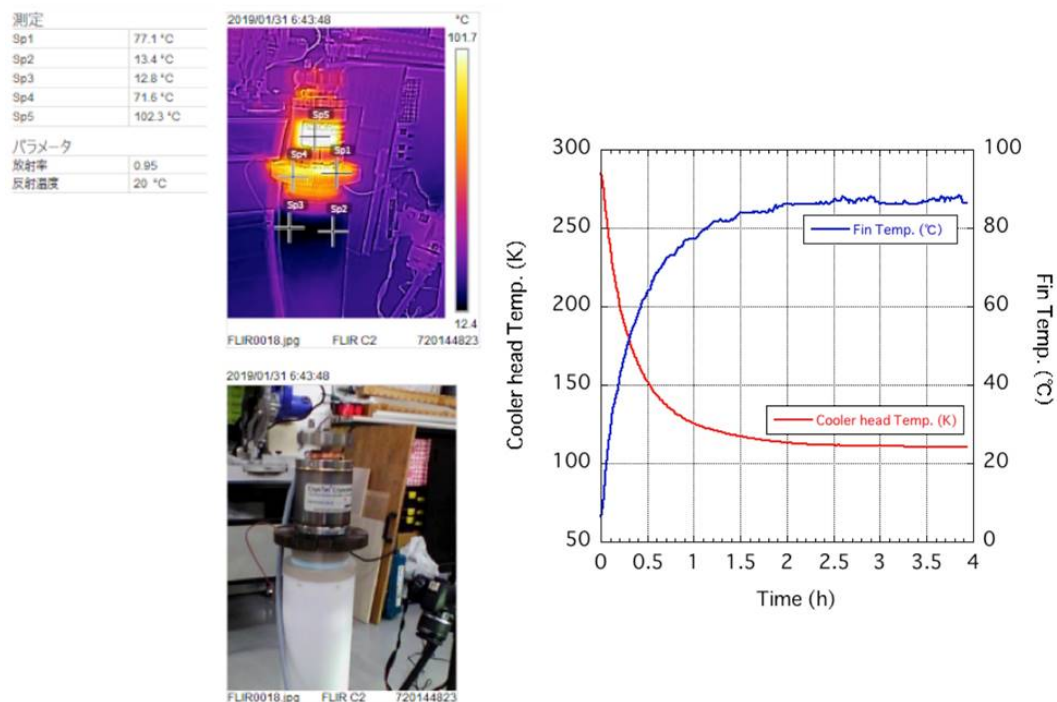 測定
Sp1 77.1 °C
Sp2 13.4 °C
Sp3 12.8 °C
Sp4 71.6 °C
Sp5 102.3 °C
パラメータ
放射率 0.95
反射温度 20 °C
2019/01/31 6:43:48 °C
101.7
Sp5
Sp4 Sp1
Sp3 Sp2
12.4
FLIR0018.jpg FLIR C2 720144823
2019/01/31 6:43:48
FLIR0018.jpg FLIR C2 720144823
Cooler head Temp. (K)
300
250
200
150
100
50
Fin Temp. (℃)
Cooler head Temp. (K)
100
80
60
40
20
0
Fin Temp. (℃)
0 0.5 1 1.5 2 2.5 3 3.5 4
Time (h)